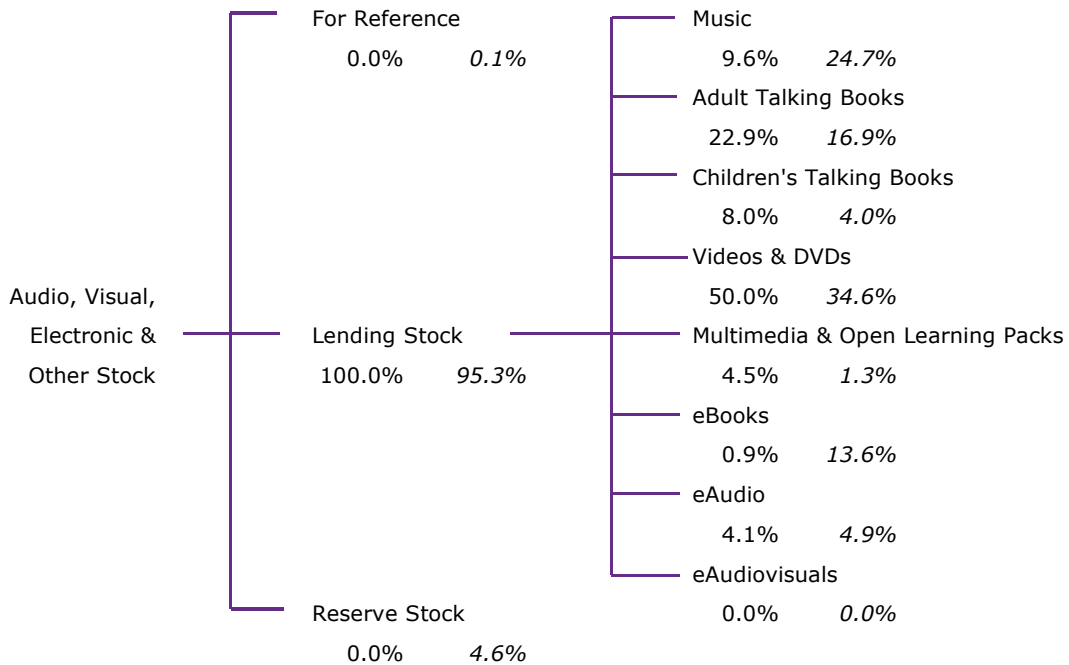 Audio, Visual,
Electronic &
Other Stock
For Reference
0.0% 0.1%
Lending Stock
100.0% 95.3%
Reserve Stock
0.0% 4.6%
Music
9.6% 24.7%
Adult Talking Books
22.9% 16.9%
Children's Talking Books
8.0% 4.0%
Videos & DVDs
50.0% 34.6%
Multimedia & Open Learning Packs
4.5% 1.3%
eBooks
0.9% 13.6%
eAudio
4.1% 4.9%
eAudiovisuals
0.0% 0.0%